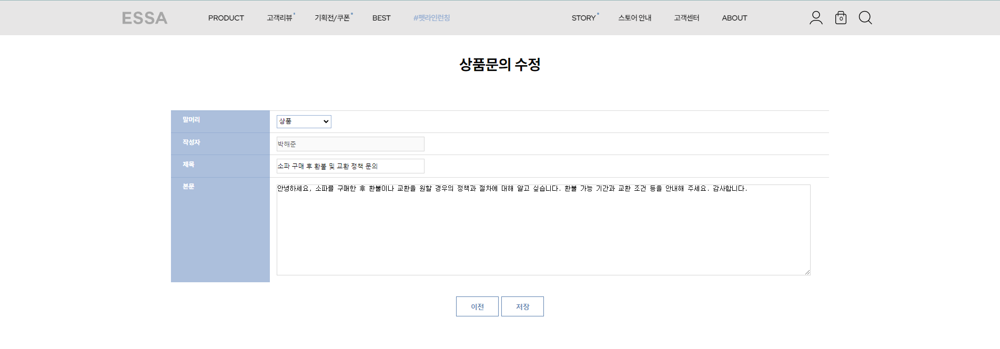 ESSA PRODUCT 고객리뷰 기획전/쿠폰 BEST #펫라인런칭 STORY 스토어 안내 고객센터 ABOUT 0
상품문의 수정
말머리 상품
작성자 박해준
제목 소파 구매 후 환불 및 교환 정책 문의
본문 안녕하세요, 소파를 구매한 후 환불이나 교환을 원할 경우의 정책과 절차에 대해 알고 싶습니다. 환불 가능 기간과 교환 조건 등을 안내해 주세요. 감사합니다.
이전 저장